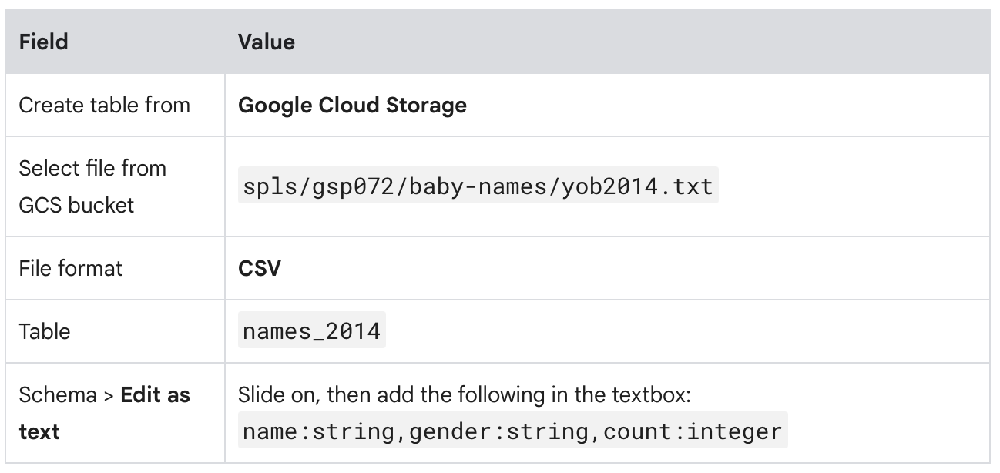 Field Value
Create table from Google Cloud Storage
Select file from
GCS bucket
spls/gsp072/baby-names/yob2014.txt
File format CSV
Table names_2014
Schema > Edit as
text
Slide on, then add the following in the textbox:
name:string,gender:string,count:integer